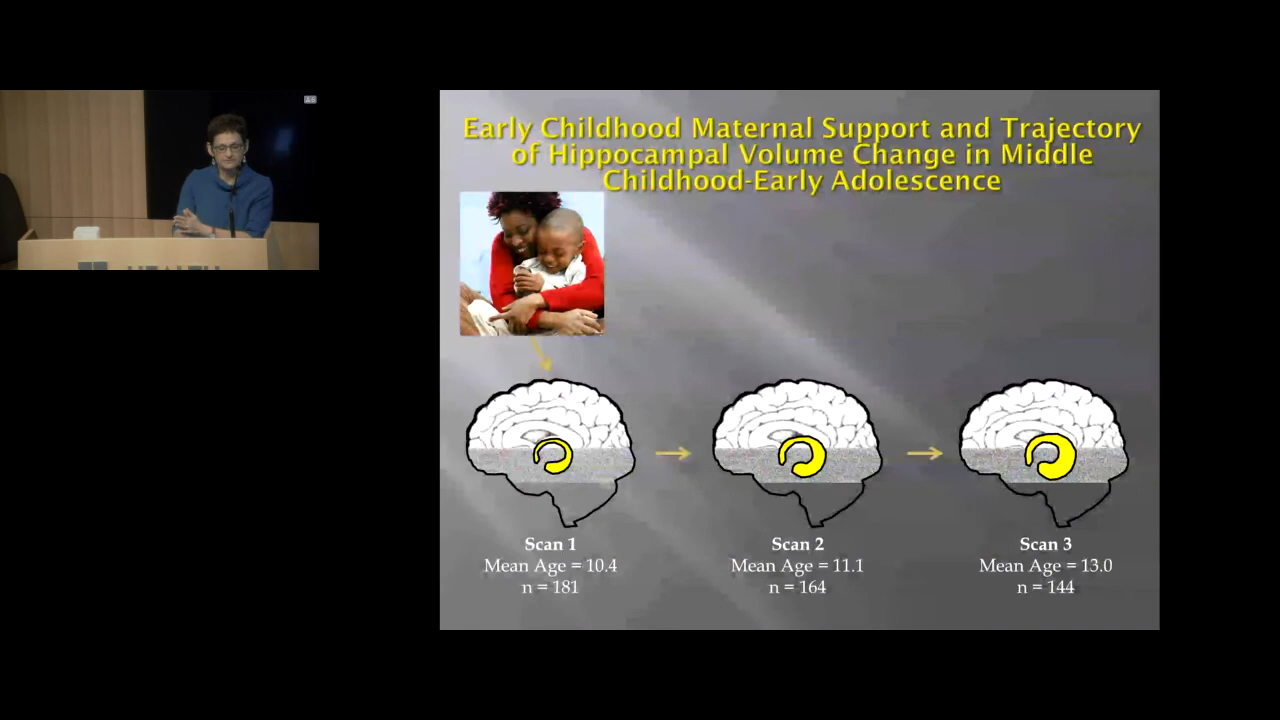 Early Childhood Maternal Support and Trajectory
of Hippocampal Volume Change in Middle
Childhood-Early Adolescence
Scan 1
Mean Age = 10.4
n = 181
Scan 2
Mean Age = 11.1
n = 164
Scan 3
Mean Age = 13.0
n = 144